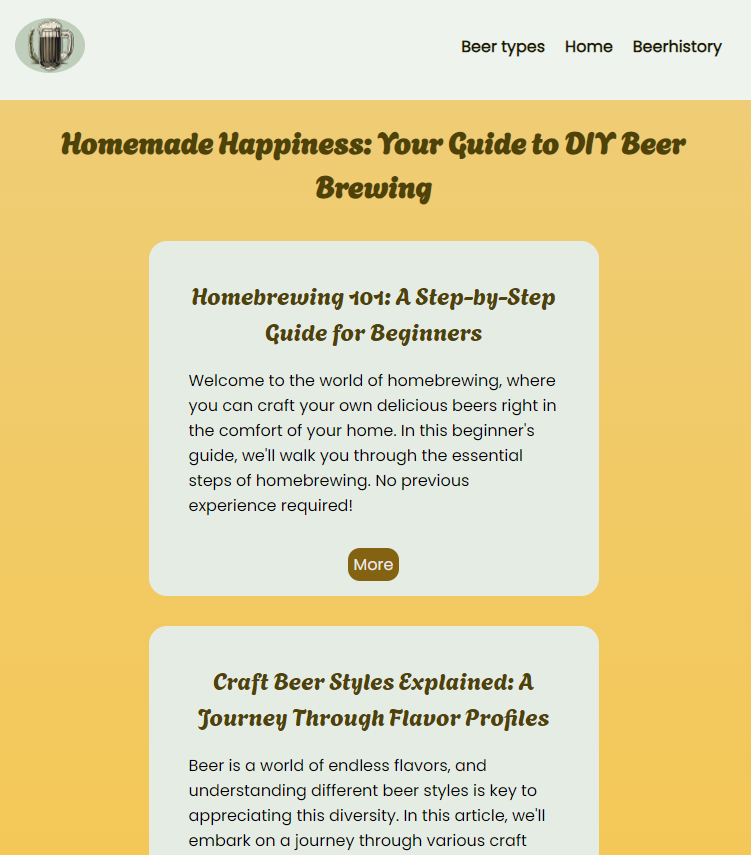 Beer types Home Beerhistory
Homemade Happiness: Your Guide to DIY Beer
Brewing
Homebrewing 101: A Step-by-Step
Guide for Beginners
Welcome to the world of homebrewing, where
you can craft your own delicious beers right in
the comfort of your home. In this beginner's
guide, we'll walk you through the essential
steps of homebrewing. No previous
experience required!
More
Craft Beer Styles Explained: A
Journey Through Flavor Profiles
Beer is a world of endless flavors, and
understanding different beer styles is key to
appreciating this diversity. In this article, we'll
embark on a journey through various craft